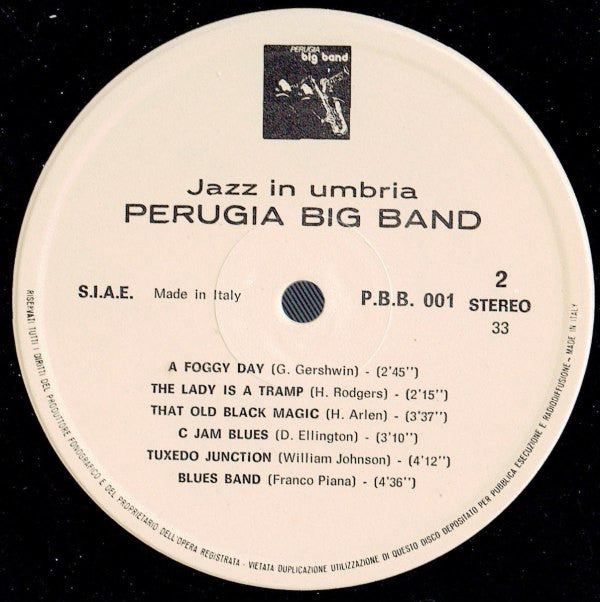 PERUGIA
big band
Jazz in umbria
PERUGIA BIG BAND
S.I.A.E. Made in Italy
P.B.B. 001
2
STEREO
33
A FOGGY DAY (G. Gershwin) - (2'45'')
THE LADY IS A TRAMP (H. Rodgers) - (2'15'')
THAT OLD BLACK MAGIC (H. Arlen) - (3'37'')
C JAM BLUES (D. Ellington) - (3'10'')
TUXEDO JUNCTION (William Johnson) - (4'12'')
BLUES BAND (Franco Piana) - (4'36'')
RISERVATI TUTTI I DIRITTI DEL PRODUTTORE FONOGRAFICO E DEL PROPRIETARIO DELL'OPERA REGISTRATA - VIETATA DUPLICAZIONE UTILIZZAZIONE DI QUESTO DISCO DEPOSITATO PER PUBBLICA ESECUZIONE E RADIODIFFUSIONE - MADE IN ITALY